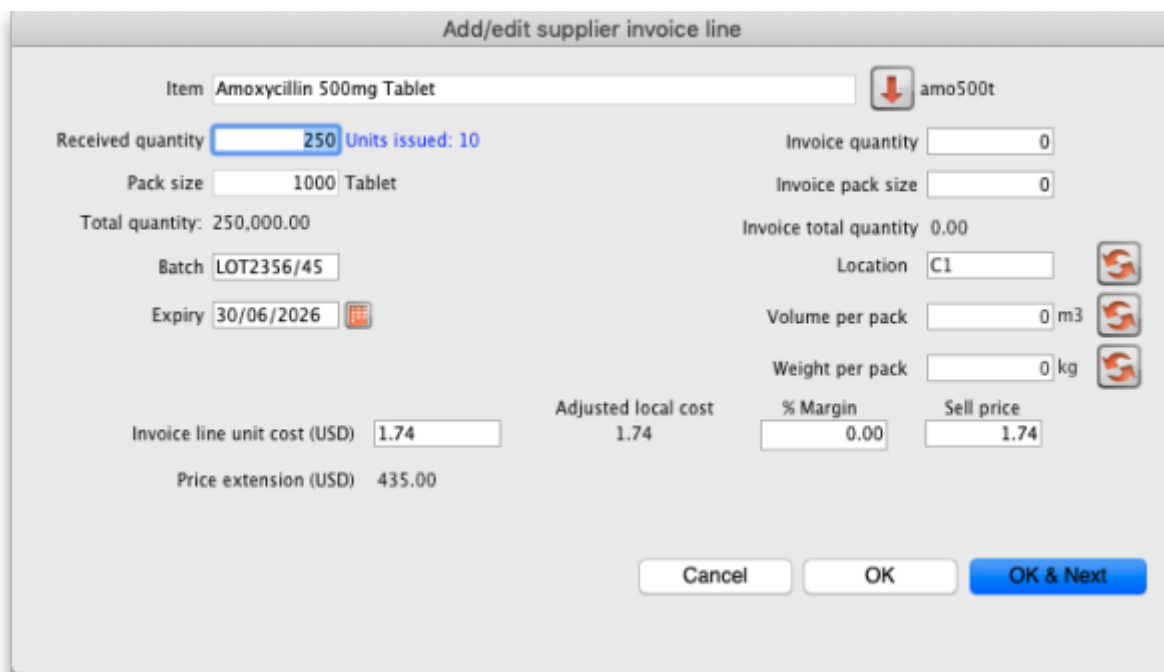 Add/edit supplier invoice line
Item Amoxycillin 500mg Tablet amo500t
Received quantity 250 Units issued: 10 Invoice quantity 0
Pack size 1000 Tablet Invoice pack size 0
Total quantity: 250,000.00 Invoice total quantity 0.00
Batch LOT2356/45 Location C1
Expiry 30/06/2026 Volume per pack 0 m3
Weight per pack 0 kg
Adjusted local cost % Margin Sell price
Invoice line unit cost (USD) 1.74 1.74 0.00 1.74
Price extension (USD) 435.00
Cancel OK OK & Next